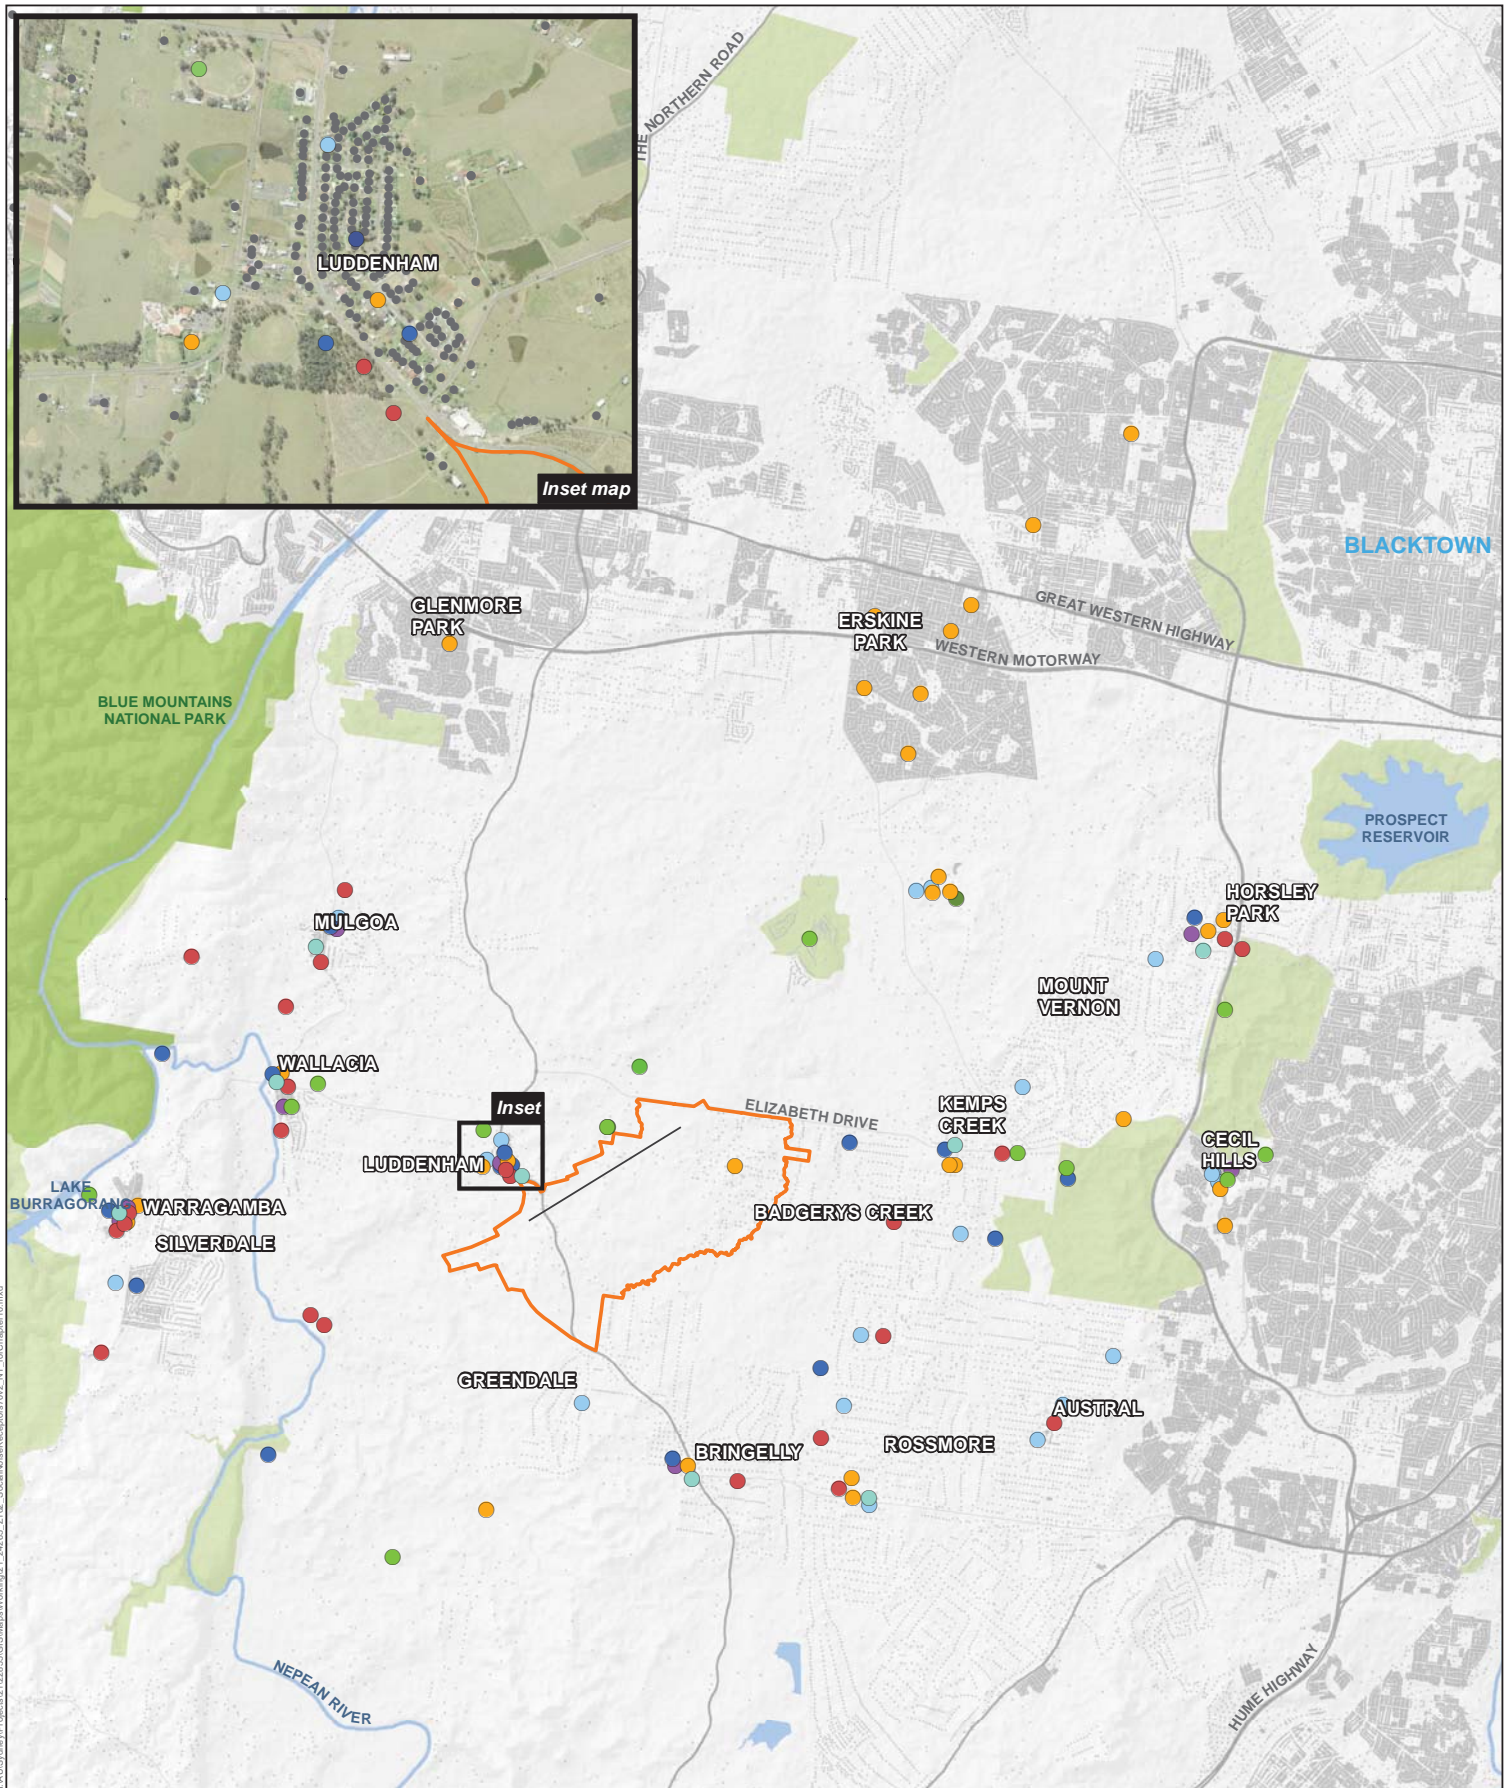 THE NORTHERN ROAD
LUDDENHAM
Inset map
BLACKTOWN
GLENMORE
PARK
ERSKINE
PARK
GREAT WESTERN HIGHWAY
WESTERN MOTORWAY
BLUE MOUNTAINS
NATIONAL PARK
PROSPECT
RESERVOIR
HORSLEY
PARK
MULGOA
MOUNT
VERNON
WALLACIA
Inset
ELIZABETH DRIVE
KEMPS
CREEK
CECIL
HILLS
LUDDENHAM
LAKE
BURRAGORANG
WARRAGAMBA
BADGERYS CREEK
SILVERDALE
GREENDALE
AUSTRAL
BRINGELLY
ROSSMORE
NEPEAN RIVER
HUME HIGHWAY